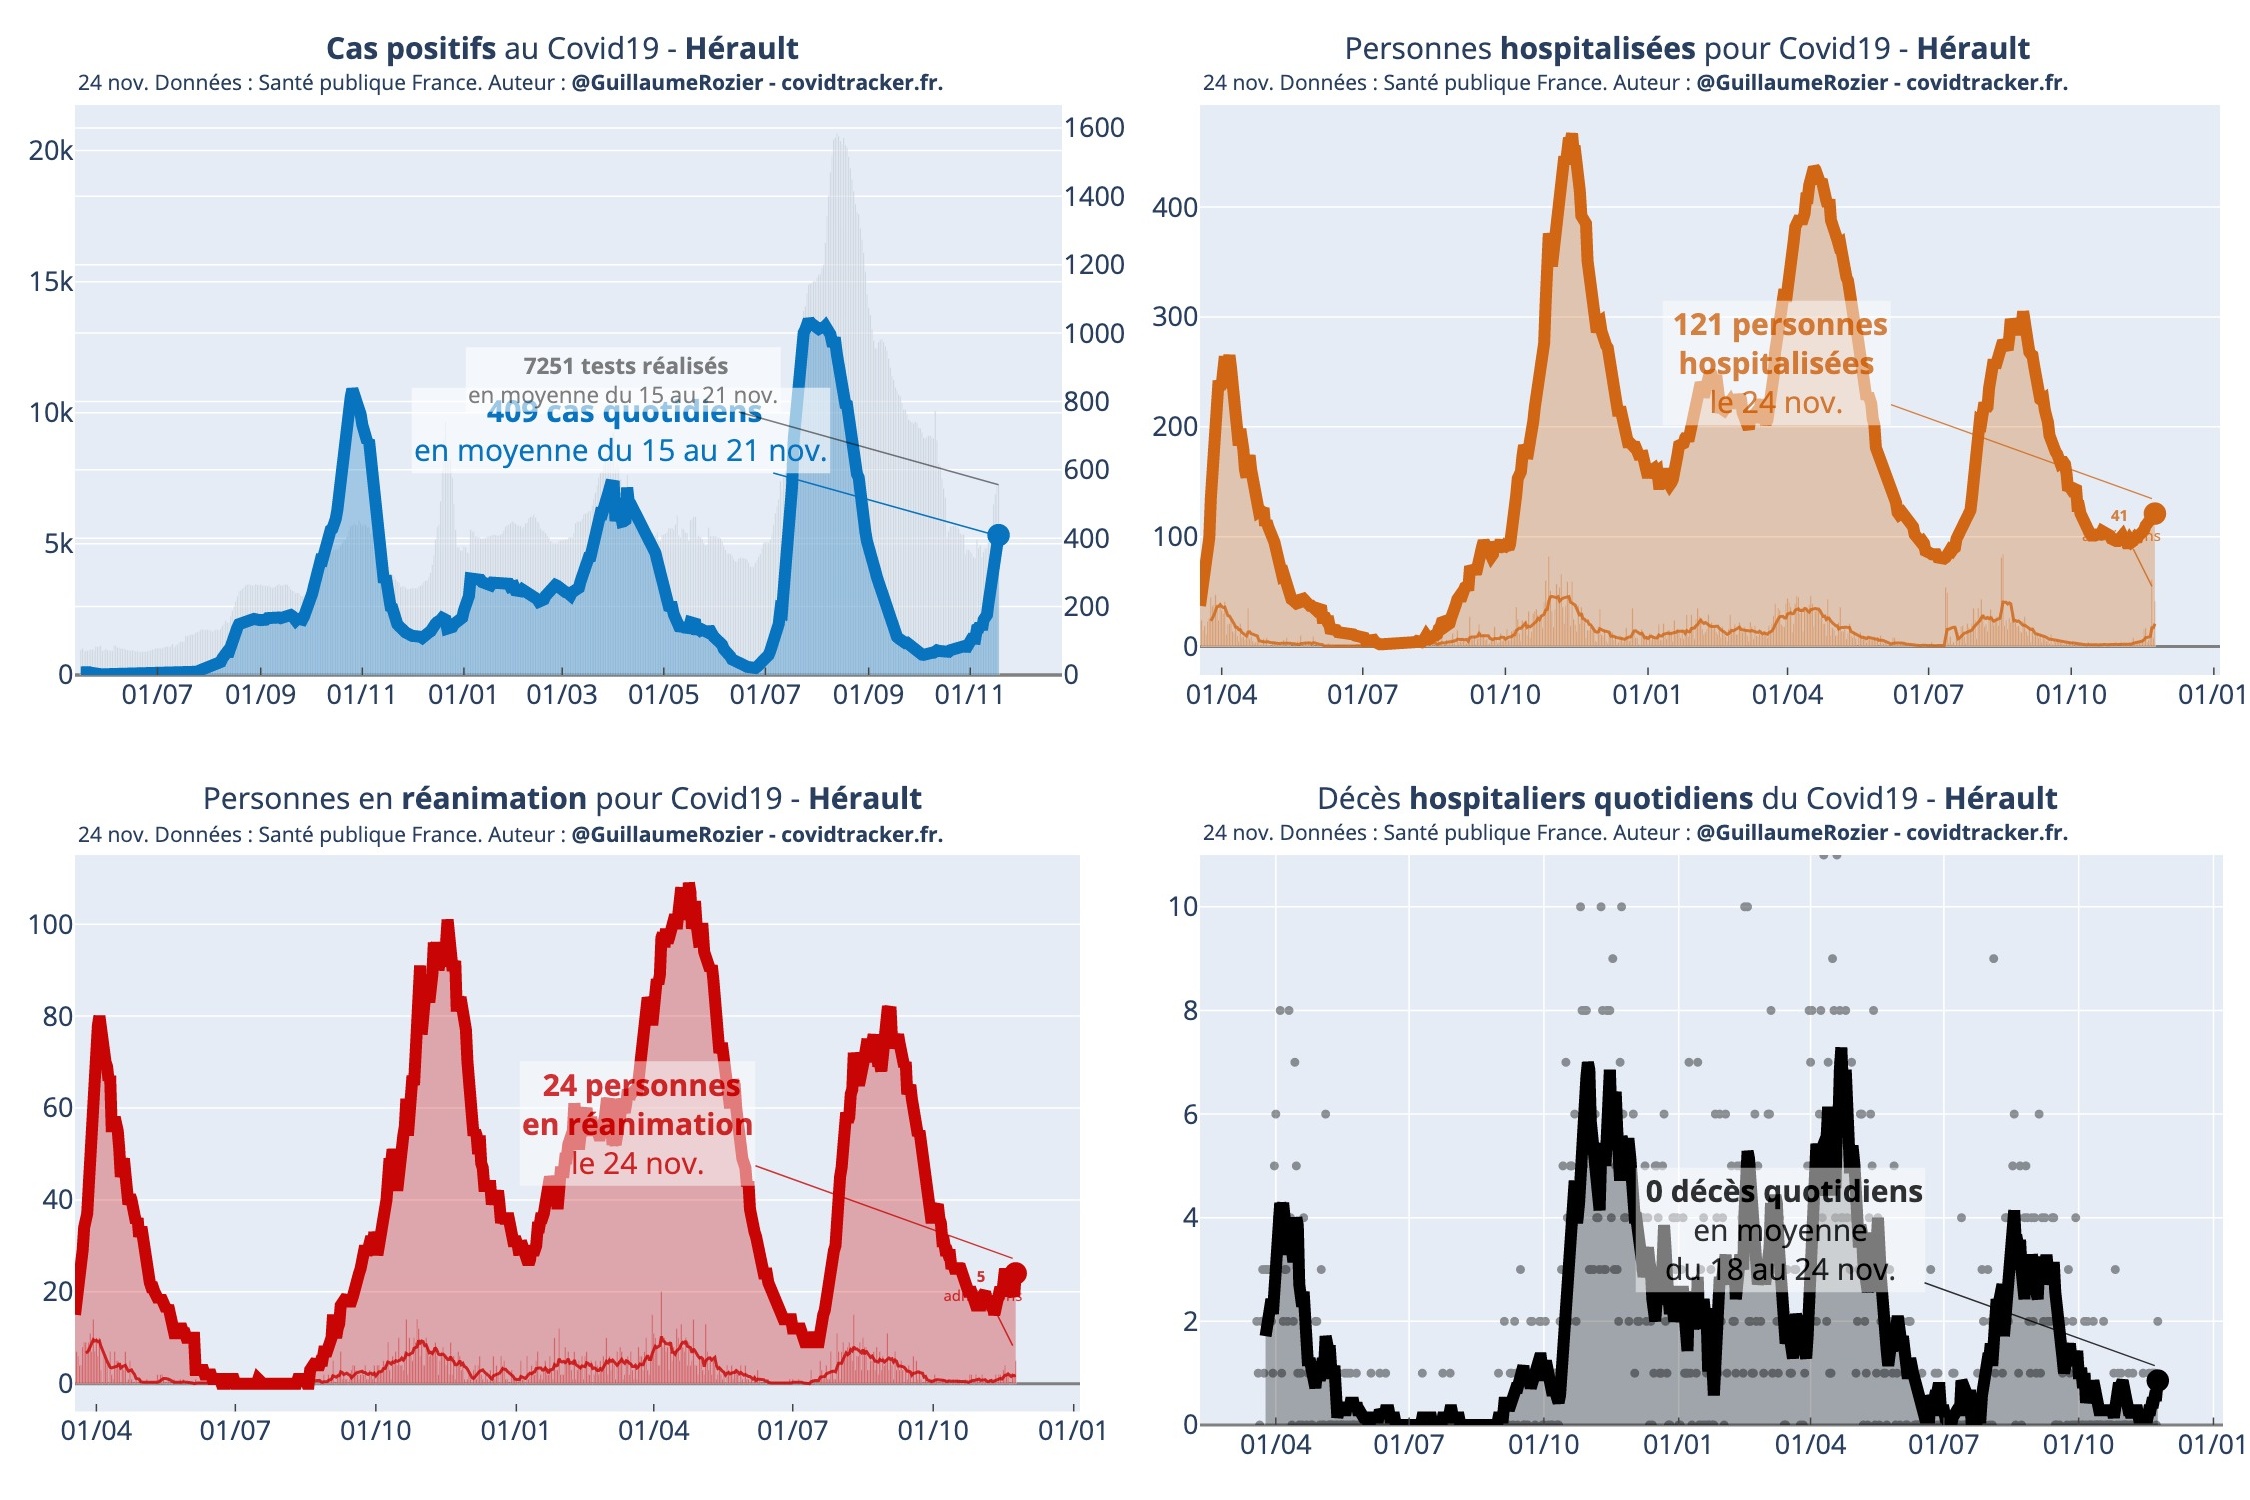 Cas positifs au Covid19 - Hérault
24 nov. Données : Santé publique France. Auteur : @GuillaumeRozier - covidtracker.fr.
20k
15k
10k
5k
0
1600
1400
1200
1000
800
600
400
200
0
7251 tests réalisés
en moyenne du 15 au 21 nov.
409 cas quotidiens
en moyenne du 15 au 21 nov.
01/07 01/09 01/11 01/01 01/03 01/05 01/07 01/09 01/11
Personnes hospitalisées pour Covid19 - Hérault
24 nov. Données : Santé publique France. Auteur : @GuillaumeRozier - covidtracker.fr.
400
300
200
100
0
121 personnes
hospitalisées
le 24 nov.
41
01/04 01/07 01/10 01/01 01/04 01/07 01/10 01/01
Personnes en réanimation pour Covid19 - Hérault
24 nov. Données : Santé publique France. Auteur : @GuillaumeRozier - covidtracker.fr.
100
80
60
40
20
0
24 personnes
en réanimation
le 24 nov.
5
01/04 01/07 01/10 01/01 01/04 01/07 01/10 01/01
Décès hospitaliers quotidiens du Covid19 - Hérault
24 nov. Données : Santé publique France. Auteur : @GuillaumeRozier - covidtracker.fr.
10
8
6
4
2
0
0 décès quotidiens
en moyenne
du 18 au 24 nov.
01/04 01/07 01/10 01/01 01/04 01/07 01/10 01/01